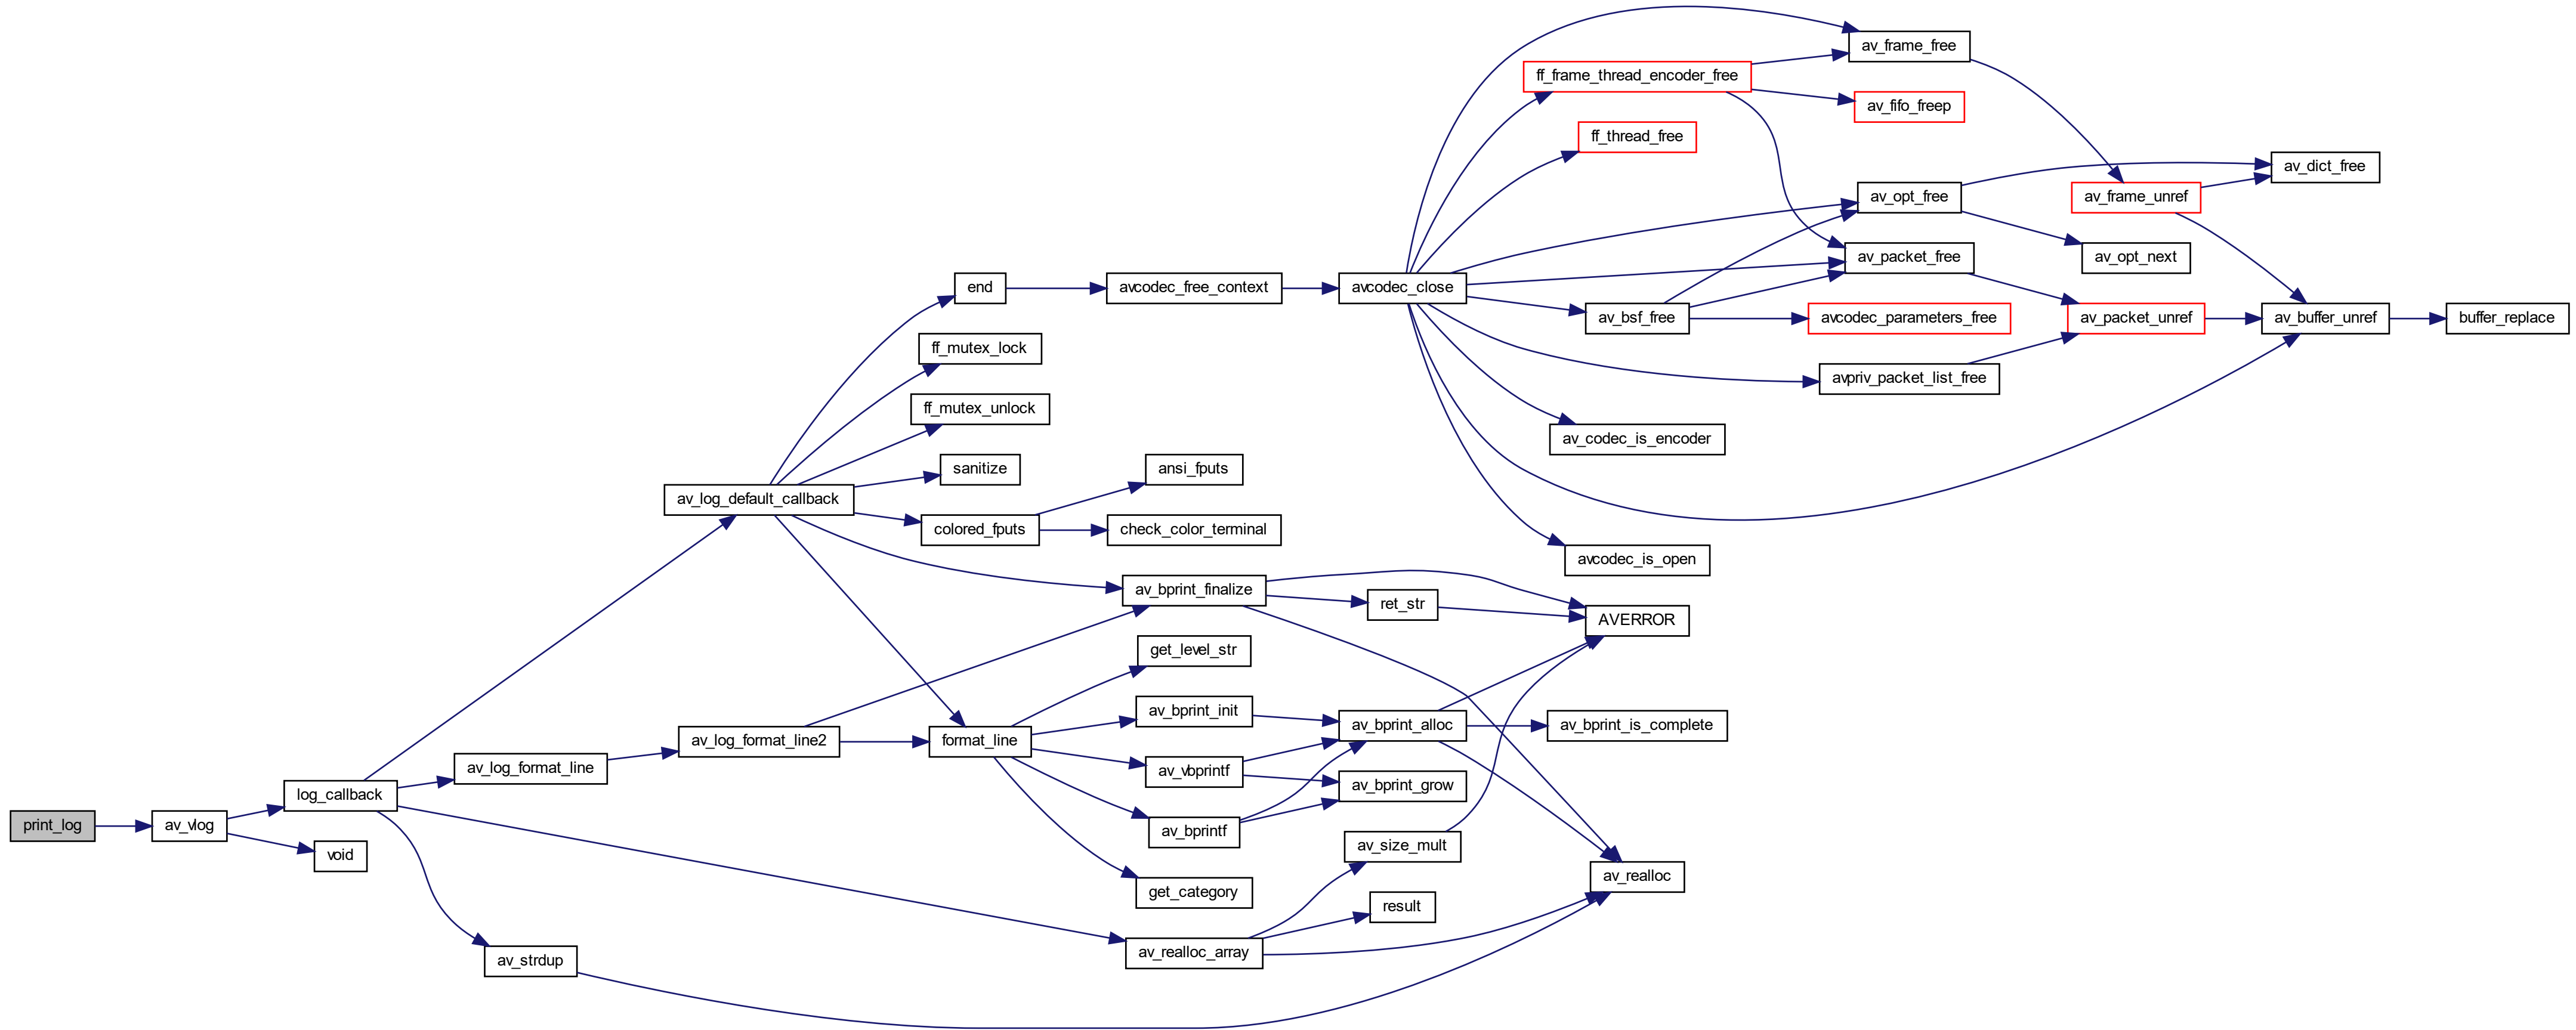 print_log
av_vlog
log_callback
void
av_log_format_line
av_strdup
av_log_default_callback
av_log_format_line2
end
ff_mutex_lock
ff_mutex_unlock
sanitize
colored_fputs
format_line
avcodec_free_context
ansi_fputs
check_color_terminal
av_bprint_finalize
get_level_str
av_bprint_init
av_vbprintf
av_bprintf
get_category
av_realloc_array
avcodec_close
ret_str
av_bprint_alloc
av_bprint_grow
av_size_mult
result
ff_frame_thread_encoder_free
ff_thread_free
av_bsf_free
av_codec_is_encoder
avcodec_is_open
AVERROR
av_bprint_is_complete
av_realloc
av_frame_free
av_fifo_freep
av_opt_free
av_packet_free
avcodec_parameters_free
avpriv_packet_list_free
av_frame_unref
av_opt_next
av_packet_unref
av_dict_free
av_buffer_unref
buffer_replace